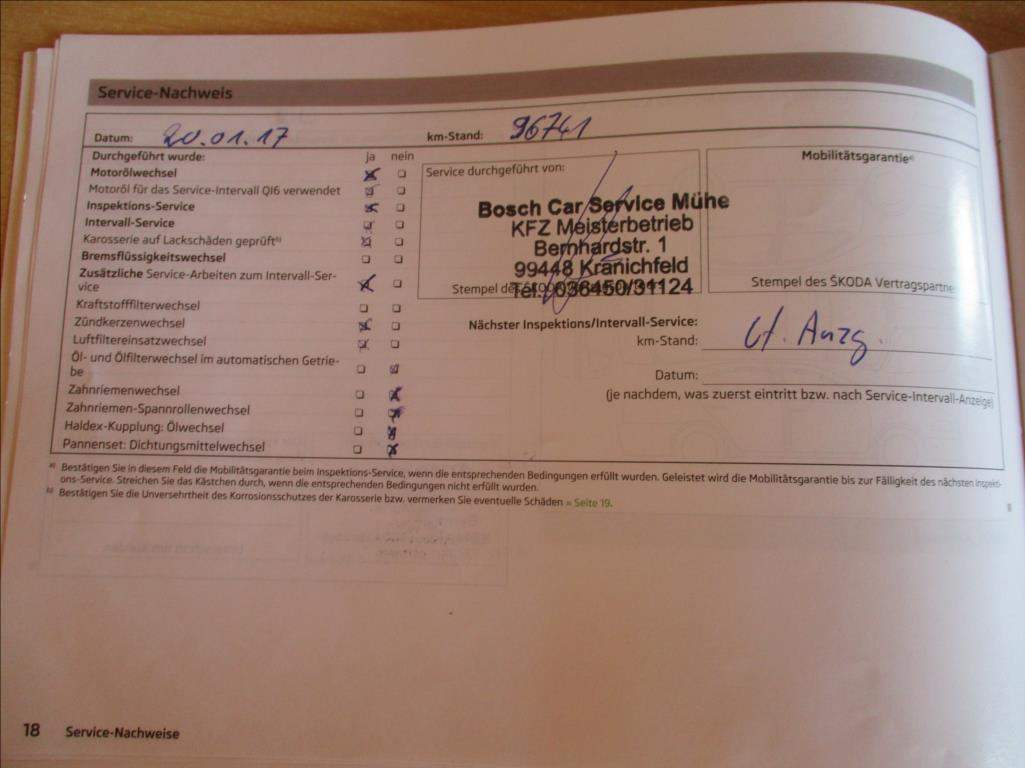 Service-Nachweis
Datum: 20.01.17
km-Stand: 96741
Durchgeführt wurde: ja nein
Motorölwechsel
Motoröl für das Service-Intervall QI6 verwendet
Inspektions-Service
Intervall-Service
Karosserie auf Lackschäden geprüft b)
Bremsflüssigkeitswechsel
Zusätzliche Service-Arbeiten zum Intervall-Ser-
vice
Kraftstofffilterwechsel
Zündkerzenwechsel
Luftfiltereinsatzwechsel
Öl- und Ölfilterwechsel im automatischen Getrie-
be
Zahnriemenwechsel
Zahnriemen-Spannrollenwechsel
Haldex-Kupplung: Ölwechsel
Pannenset: Dichtungsmittelwechsel
Service durchgeführt von:
Bosch Car Service Mühe
KFZ Meisterbetrieb
Bernhardstr. 1
99448 Kranichfeld
Tel. 036450/31124
Stempel des ŠKODA
Mobilitätsgarantie a)
Stempel des ŠKODA Vertragspartne
Nächster Inspektions/Intervall-Service:
km-Stand: lt. Anzg.
Datum:
(je nachdem, was zuerst eintritt bzw. nach Service-Intervall-Anzeige)
a) Bestätigen Sie in diesem Feld die Mobilitätsgarantie beim Inspektions-Service, wenn die entsprechenden Bedingungen erfüllt wurden. Geleistet wird die Mobilitätsgarantie bis zur Fälligkeit des nächsten Inspekti-
ons-Service. Streichen Sie das Kästchen durch, wenn die entsprechenden Bedingungen nicht erfüllt wurden.
b) Bestätigen Sie die Unversehrtheit des Korrosionsschutzes der Karosserie bzw. vermerken Sie eventuelle Schäden » Seite 19.
18 Service-Nachweise